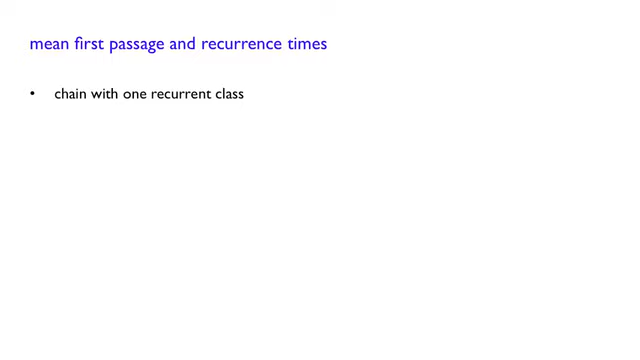 mean first passage and recurrence times
• chain with one recurrent class